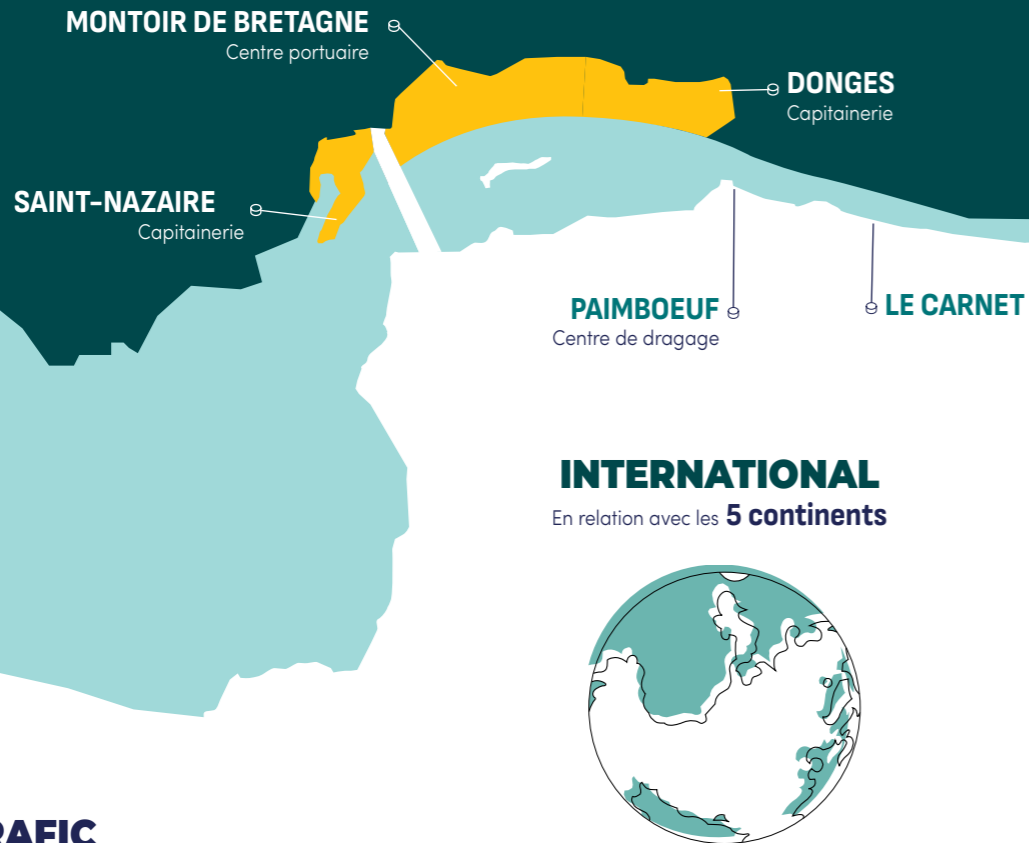 MONTOIR DE BRETAGNE
Centre portuaire
DONGES
Capitainerie
SAINT-NAZAIRE
Capitainerie
PAIMBOEUF
Centre de dragage
LE CARNET
INTERNATIONAL
En relation avec les 5 continents
RAFIC